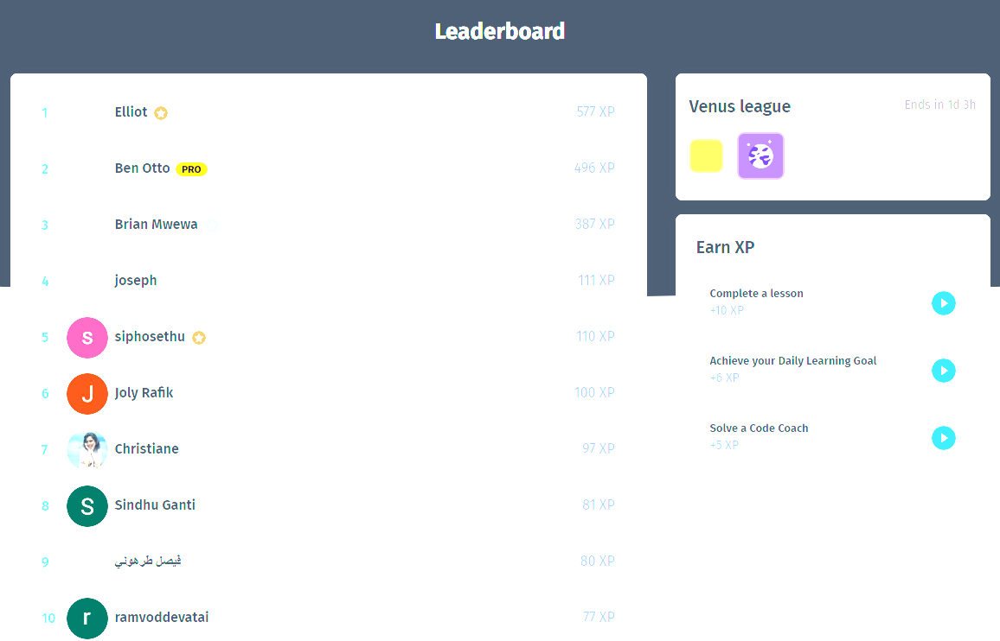 Leaderboard
1 Elliot 577 XP
2 Ben Otto PRO 496 XP
3 Brian Mwewa 387 XP
4 joseph 111 XP
5 s siphosethu 110 XP
6 J Joly Rafik 100 XP
7 Christiane 97 XP
8 S Sindhu Ganti 81 XP
9 فيصل طرهوني 80 XP
10 r ramvoddevatai 77 XP
Venus league Ends in 1d 3h
Earn XP
Complete a lesson
+10 XP
Achieve your Daily Learning Goal
+6 XP
Solve a Code Coach
+5 XP